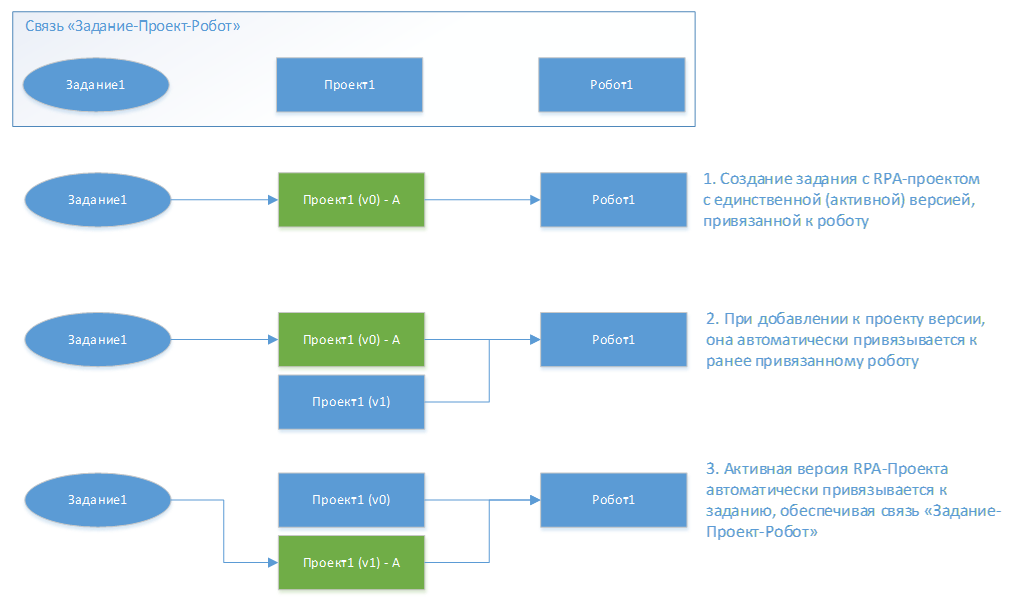 Связь «Задание-Проект-Робот»
Задание1
Проект1
Робот1
Задание1
Проект1 (v0) - A
Робот1
1. Создание задания с RPA-проектом
с единственной (активной) версией,
привязанной к роботу
Задание1
Проект1 (v0) - A
Проект1 (v1)
Робот1
2. При добавлении к проекту версии,
она автоматически привязывается к
ранее привязанному роботу
Задание1
Проект1 (v0)
Проект1 (v1) - A
Робот1
3. Активная версия RPA-Проекта
автоматически привязывается к
заданию, обеспечивая связь «Задание-
Проект-Робот»